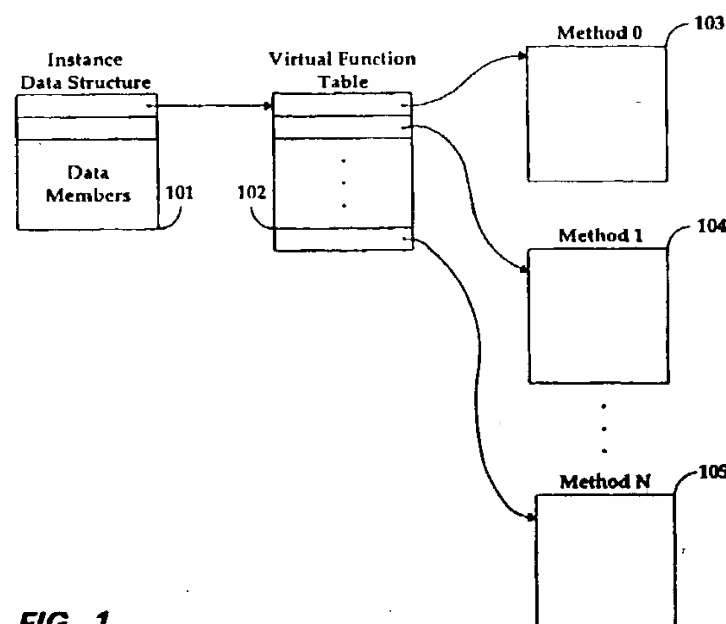 Instance
Data Structure
Data
Members
101
Virtual Function
Table
102
Method 0
103
Method 1
104
Method N
105
FIG. 1